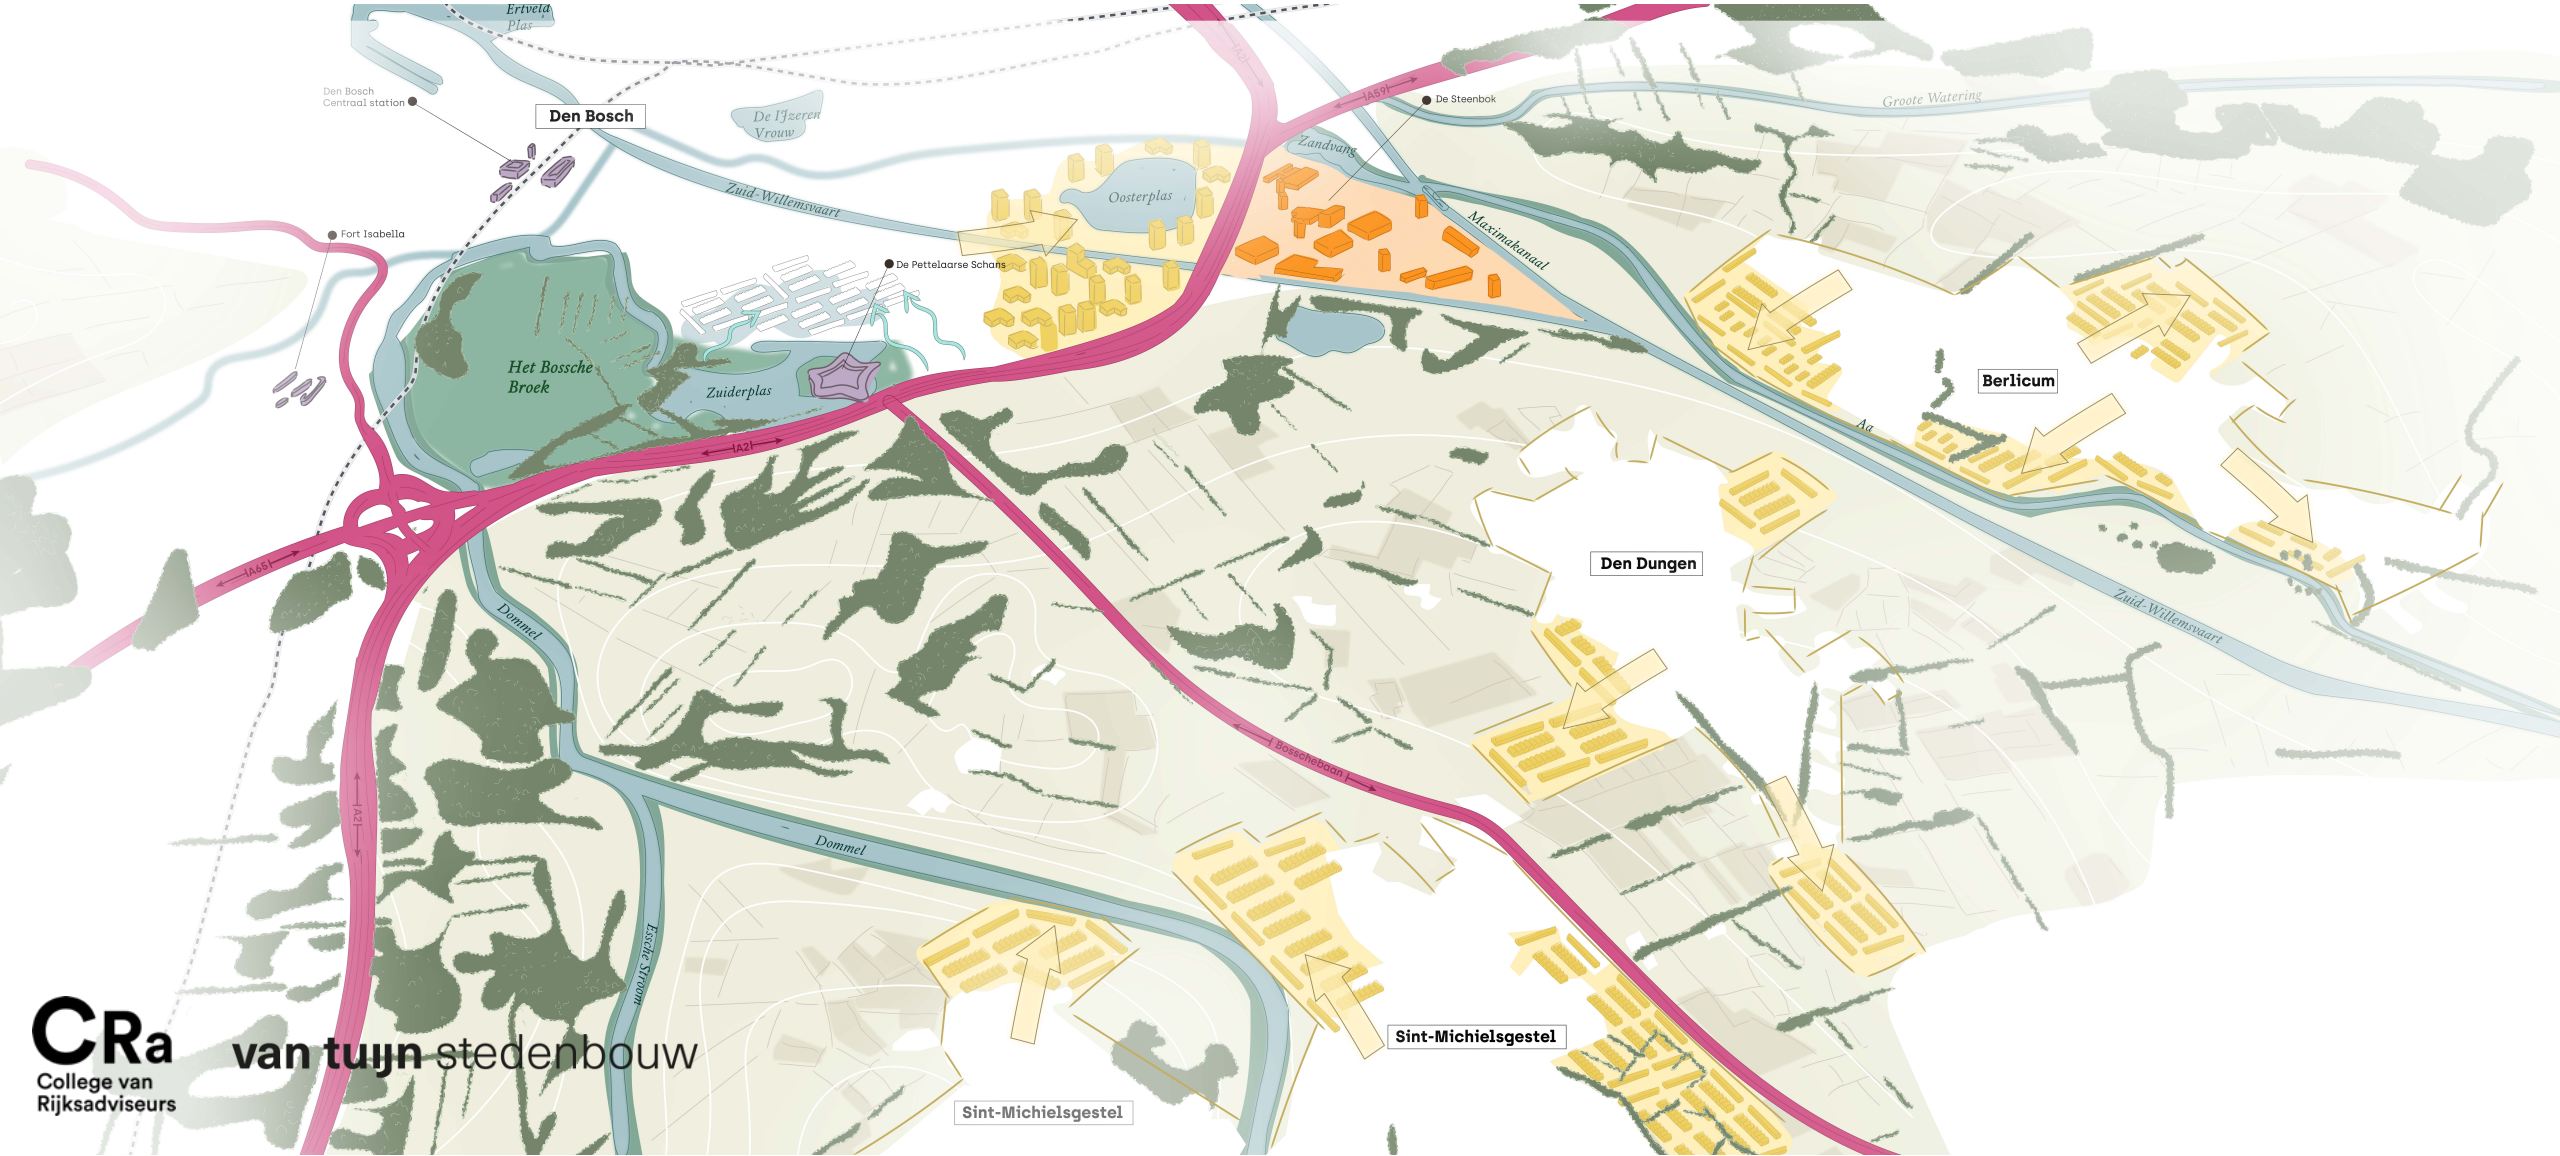 Ertveld
Plas
A2
Den Bosch
Centraal station
Den Bosch
De IJzeren
Vrouw
A59
De Steenbok
Groote Watering
Zandvang
Zuid-Willemsvaart
Oosterplas
Fort Isabella
De Pettelaarse Schans
Maximakanaal
Het Bossche
Broek
Zuiderplas
Berlicum
Aa
A2
Den Dungen
A65
Dommel
Zuid-Willemsvaart
Bosschebaan
A2
Dommel
Essche Stroom
CRa
College van
Rijksadviseurs
van tuijn stedenbouw
Sint-Michielsgestel
Sint-Michielsgestel